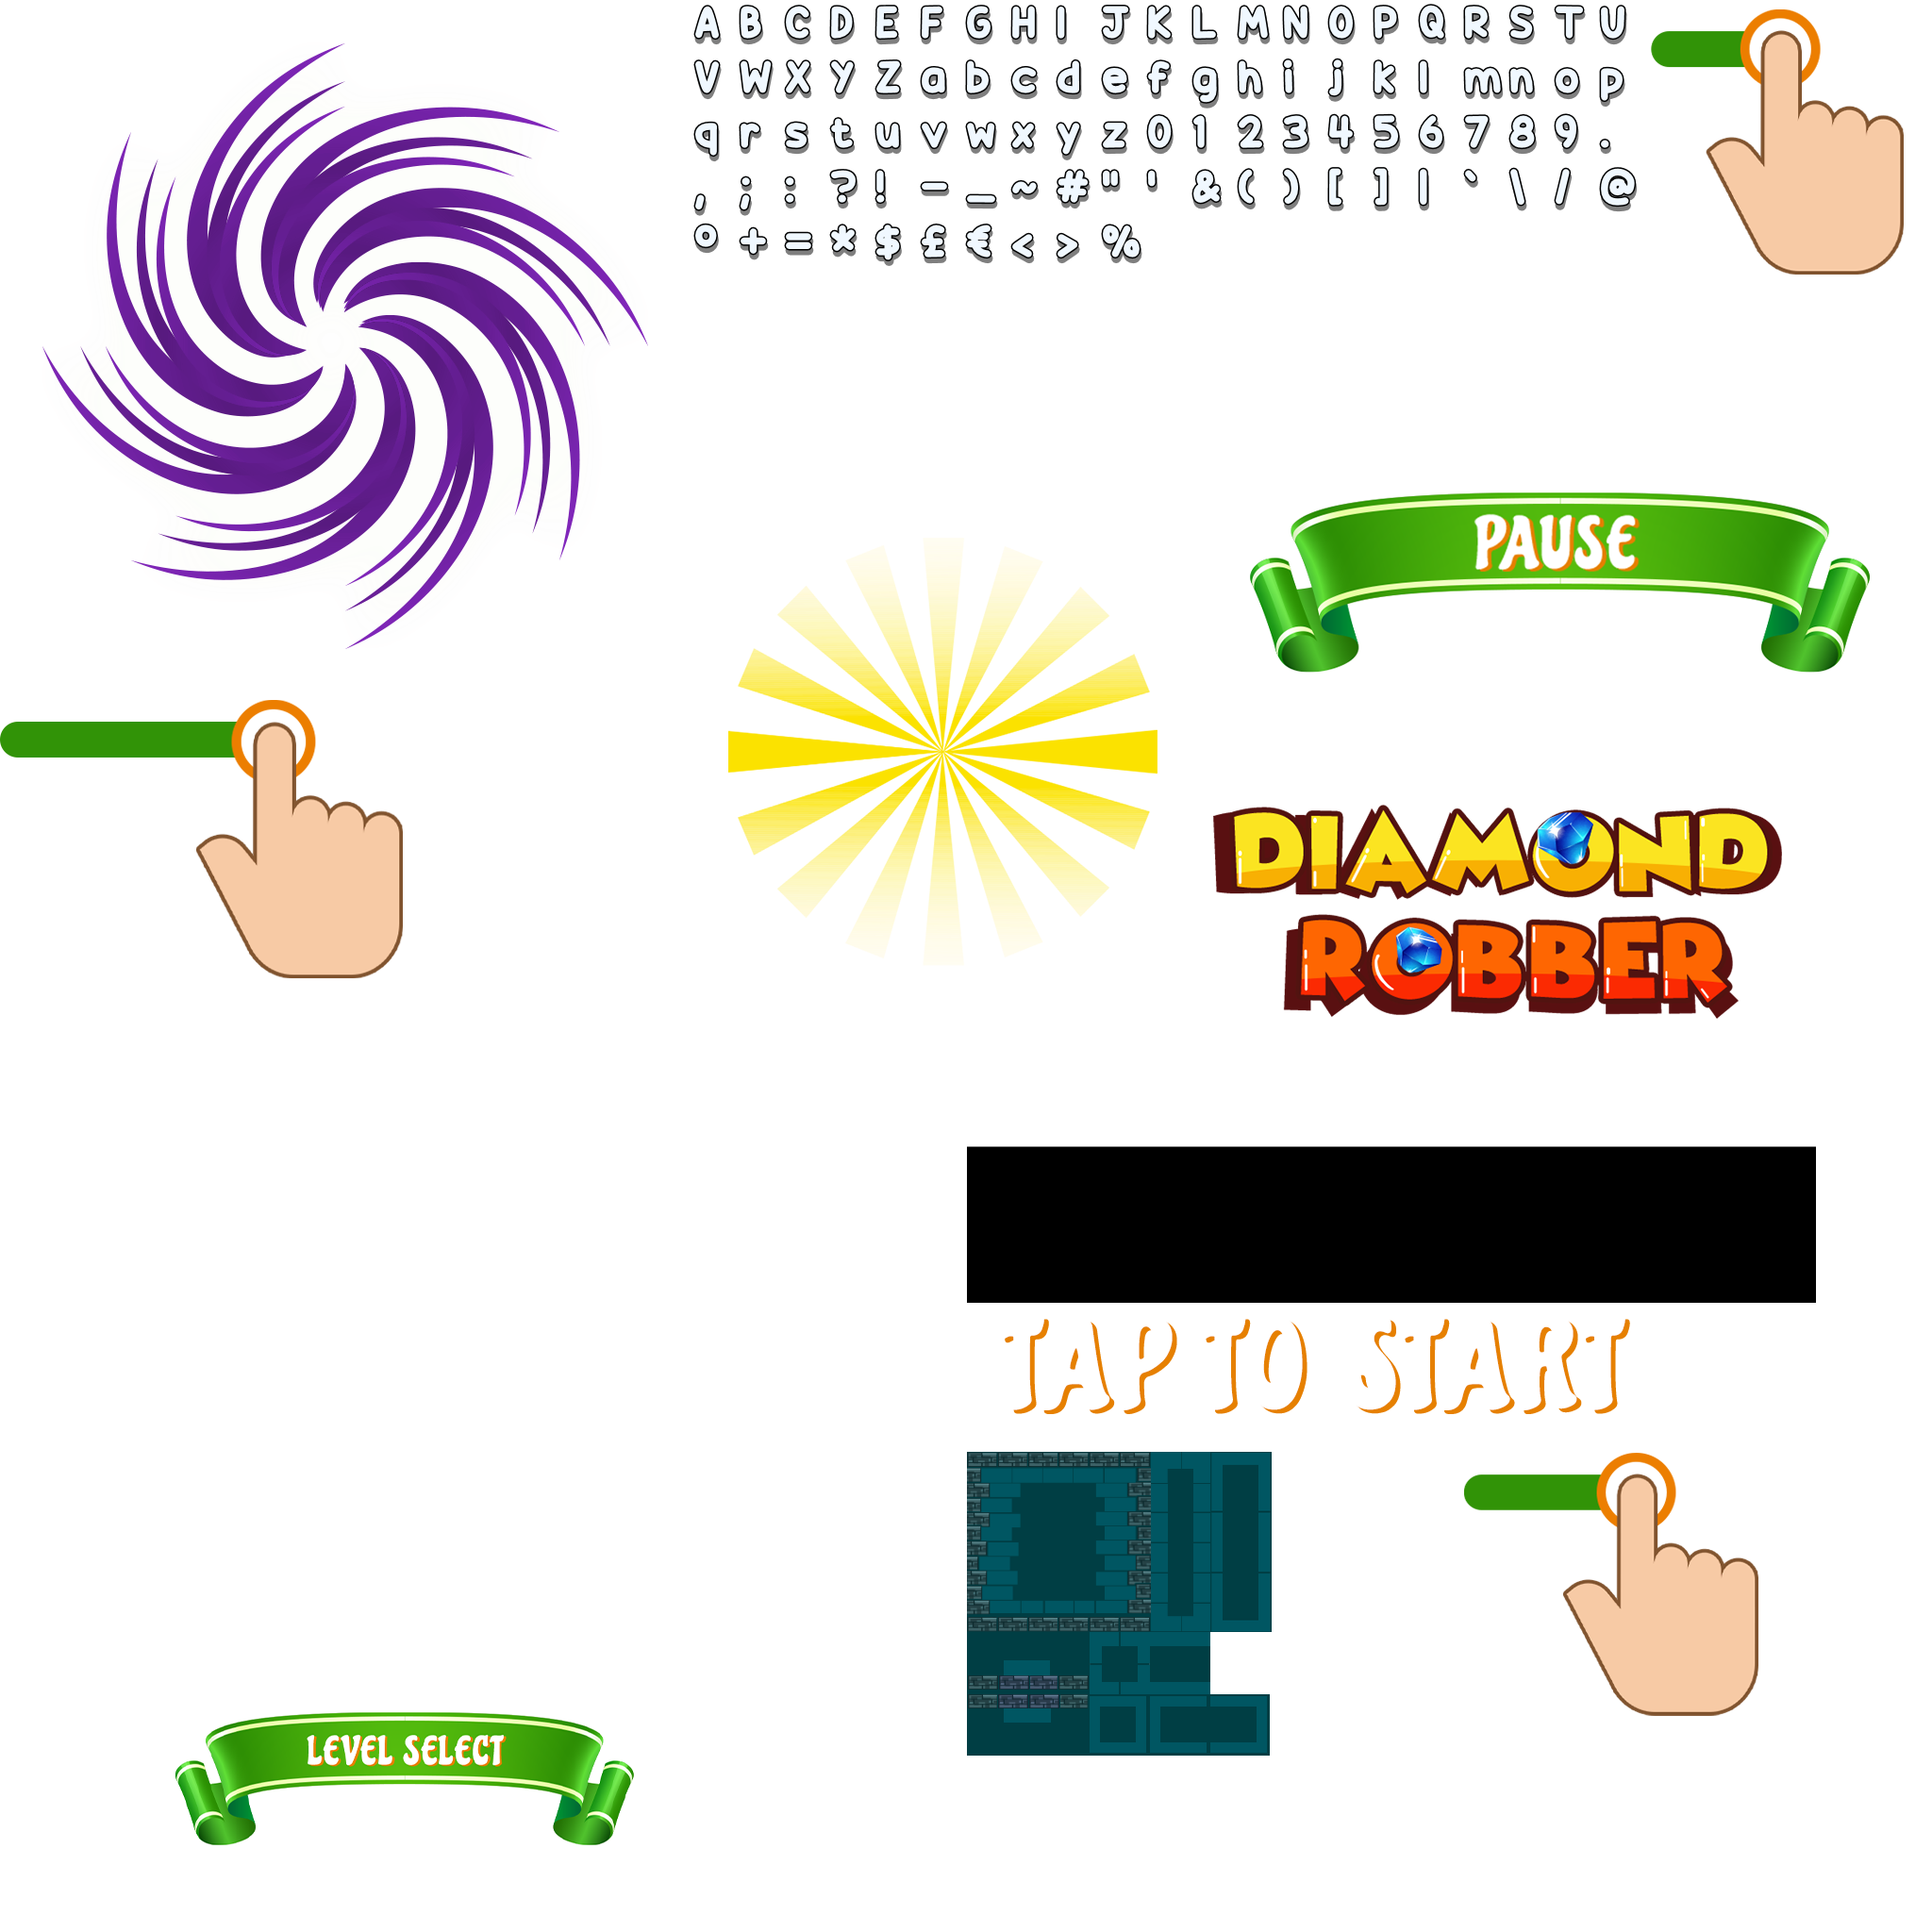 A B C D E F G H I J K L M N O P Q R S T U
V W X Y Z a b c d e f g h i j k l m n o p
q r s t u v w x y z 0 1 2 3 4 5 6 7 8 9 .
, ; : ? ! - _ ~ # " ' & ( ) [ ] | ` \ / @
° + = * $ £ € < > %
PAUSE
DIAMOND
ROBBER
TAP TO START
LEVEL SELECT